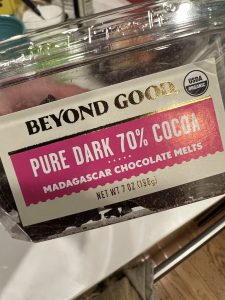 BEYOND GOOD.
USDA
ORGANIC
PURE DARK 70% COCOA
MADAGASCAR CHOCOLATE MELTS
NET WT 7 OZ (198g)